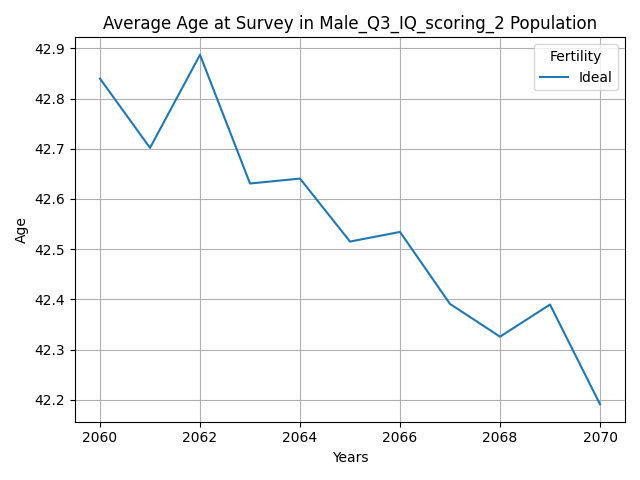 Average Age at Survey in Male_Q3_IQ_scoring_2 Population
Fertility
Ideal
42.9
42.8
42.7
42.6
42.5
42.4
42.3
42.2
Age
2060 2062 2064 2066 2068 2070
Years